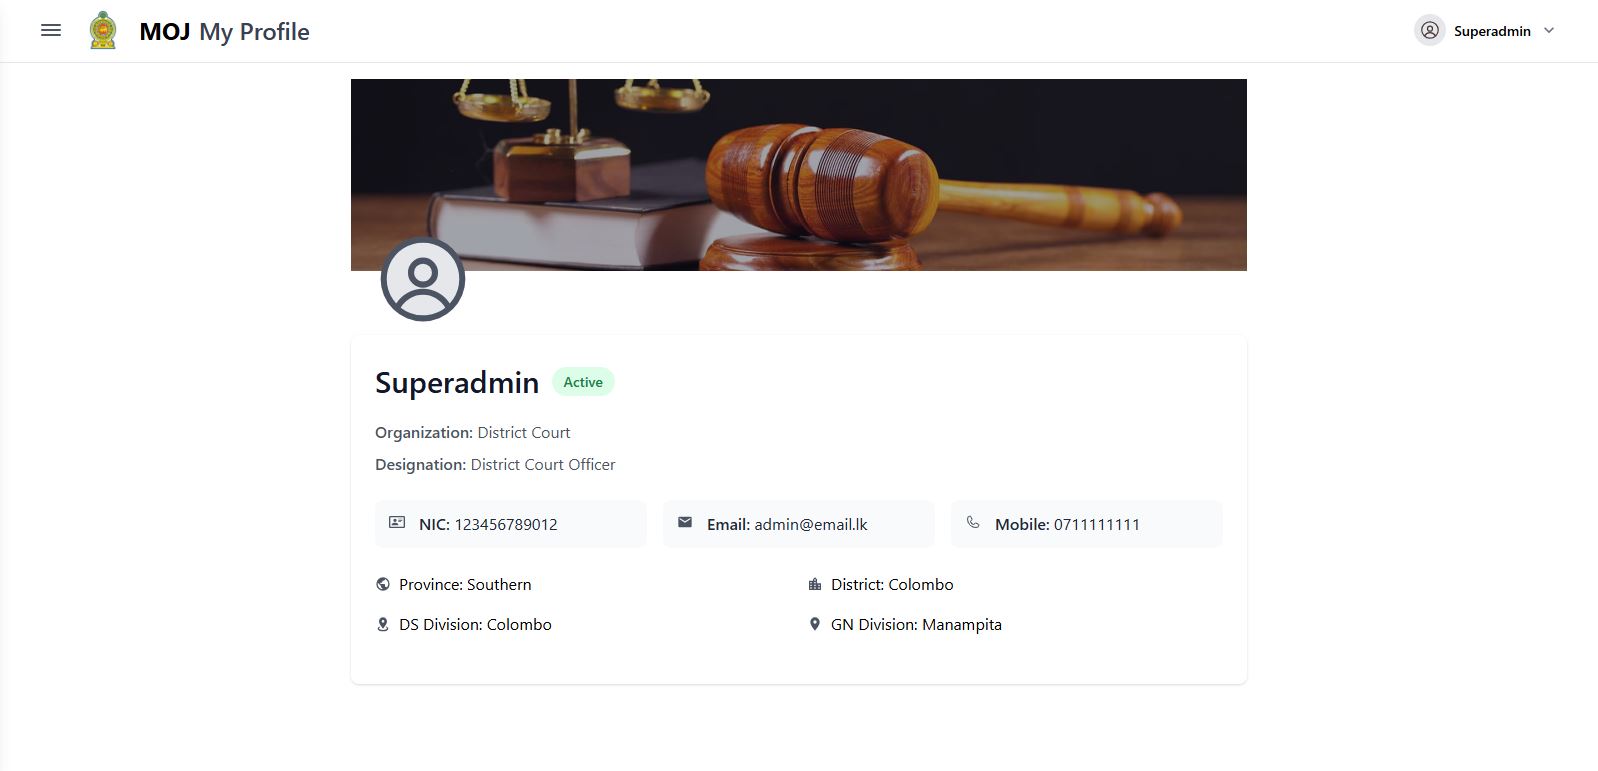 MOJ My Profile
Superadmin
Superadmin Active
Organization: District Court
Designation: District Court Officer
NIC: 123456789012
Email: admin@email.lk
Mobile: 0711111111
Province: Southern
District: Colombo
DS Division: Colombo
GN Division: Manampita